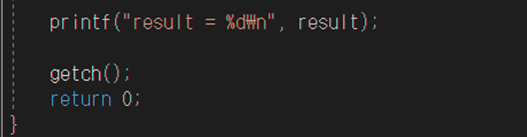 printf("result = %d₩n", result);
getch();
return 0;
}